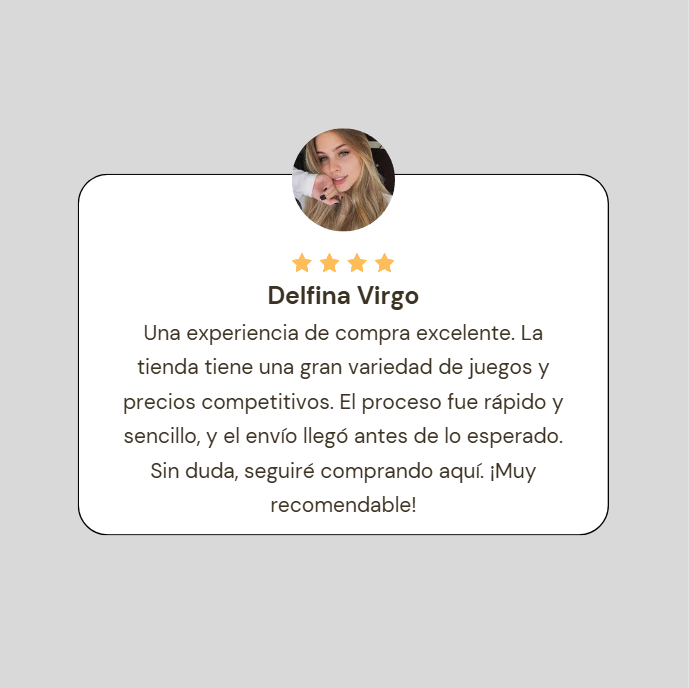 Delfina Virgo
Una experiencia de compra excelente. La
tienda tiene una gran variedad de juegos y
precios competitivos. El proceso fue rápido y
sencillo, y el envío llegó antes de lo esperado.
Sin duda, seguiré comprando aquí. ¡Muy
recomendable!